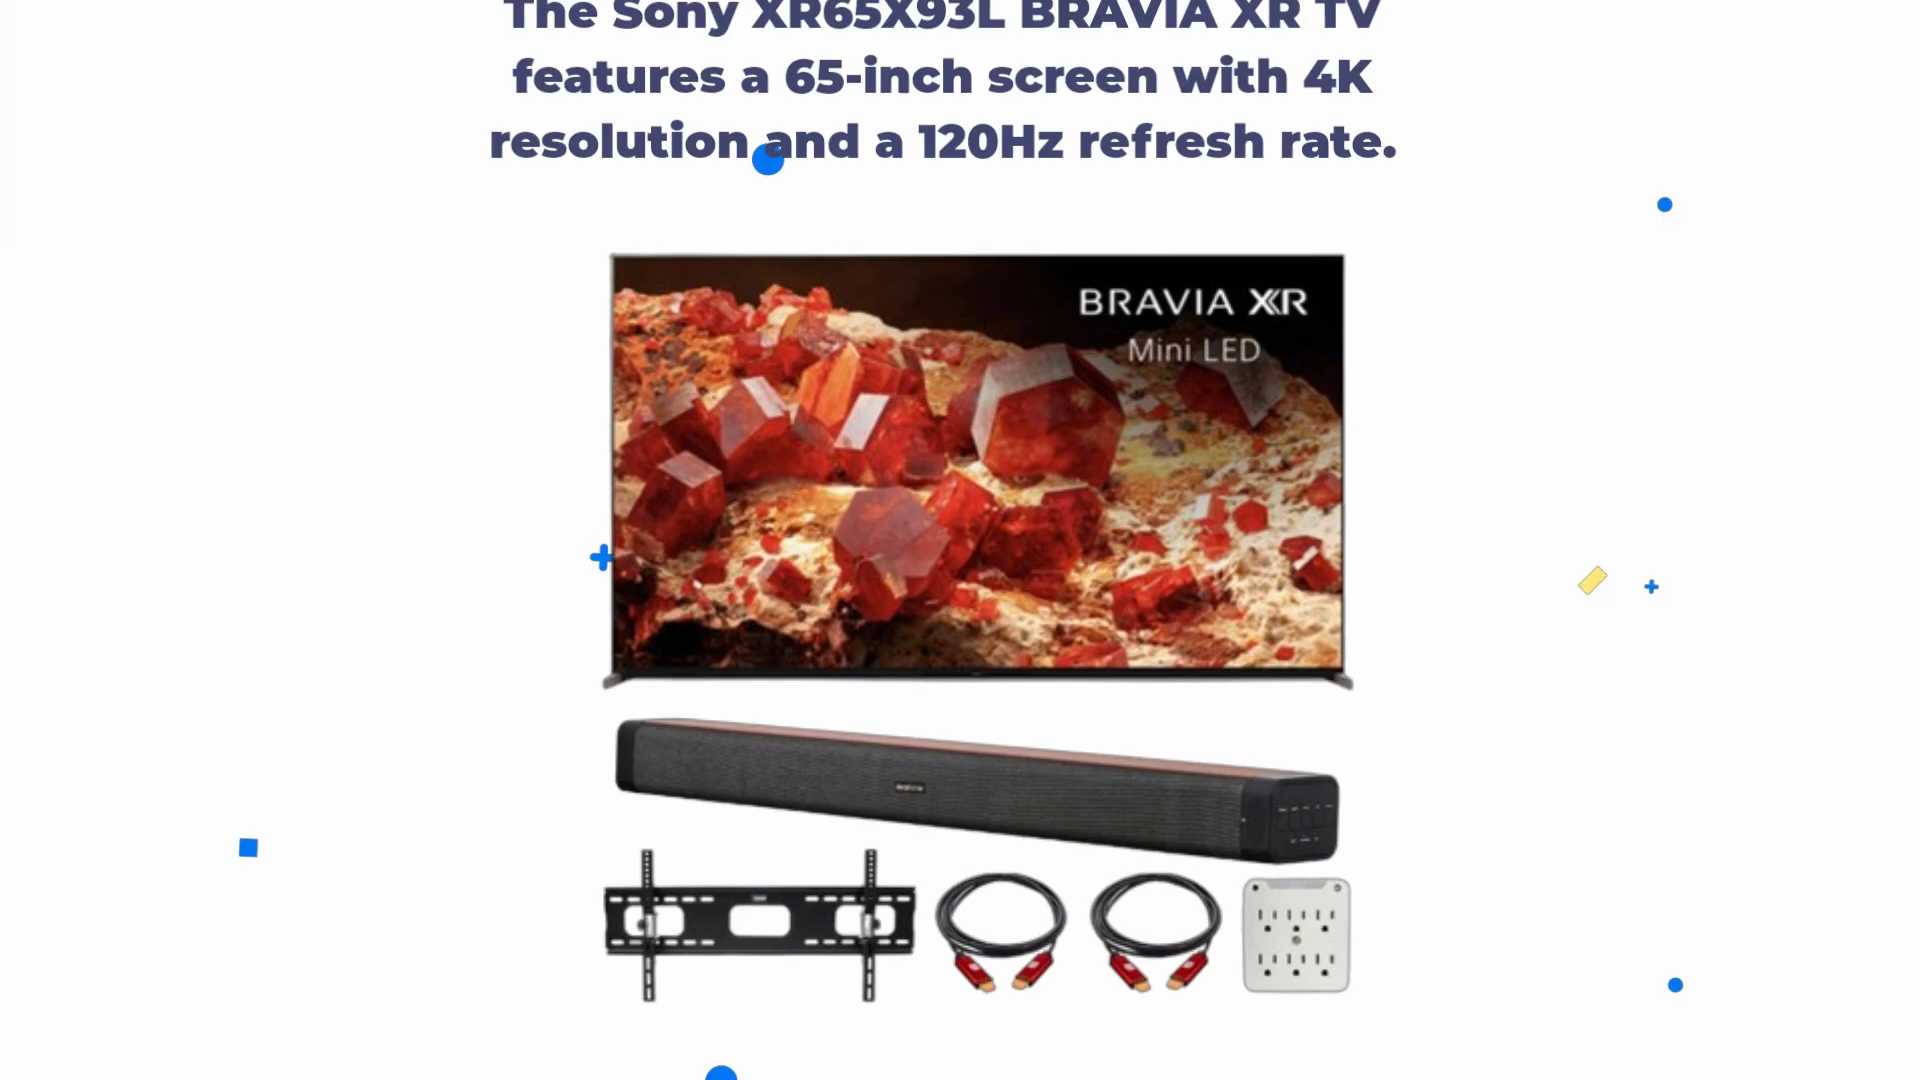 The Sony XR65X93L BRAVIA XR TV
features a 65-inch screen with 4K
resolution and a 120Hz refresh rate.
BRAVIA XR
Mini LED